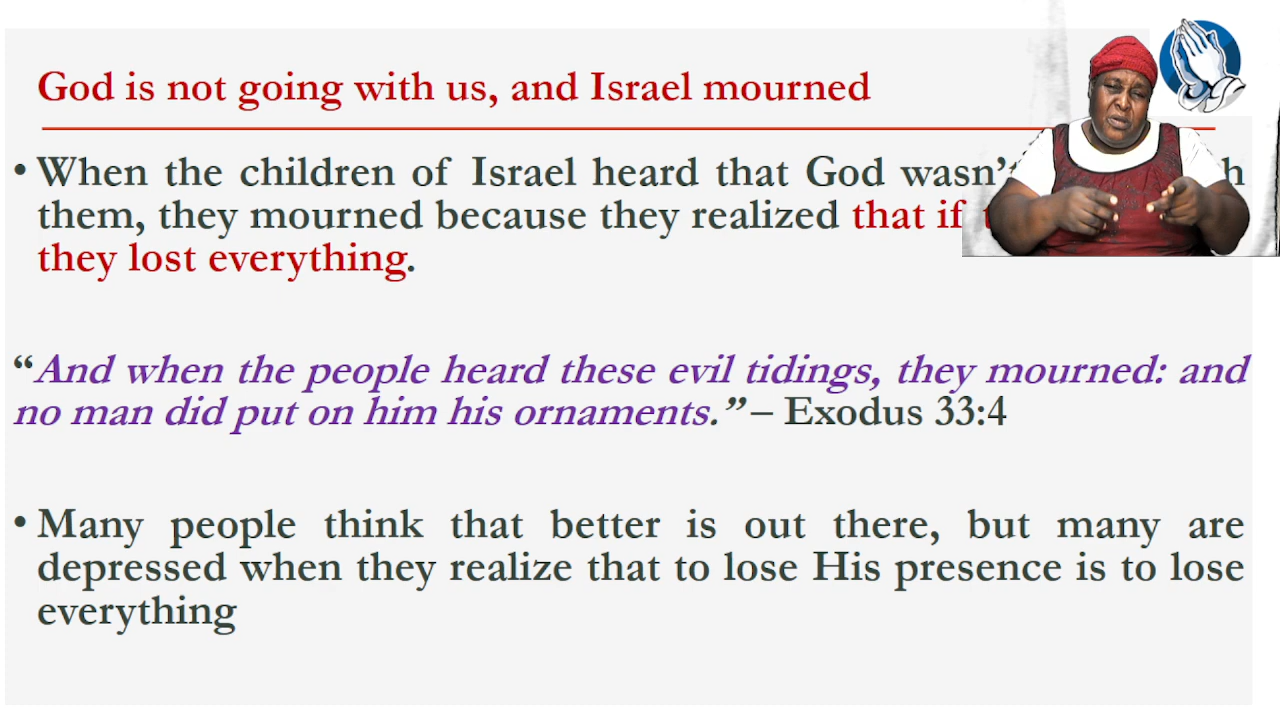 God is not going with us, and Israel mourned
• When the children of Israel heard that God wasn't
them, they mourned because they realized that if
they lost everything.
“And when the people heard these evil tidings, they mourned: and
no man did put on him his ornaments.” – Exodus 33:4
• Many people think that better is out there, but many are
depressed when they realize that to lose His presence is to lose
everything